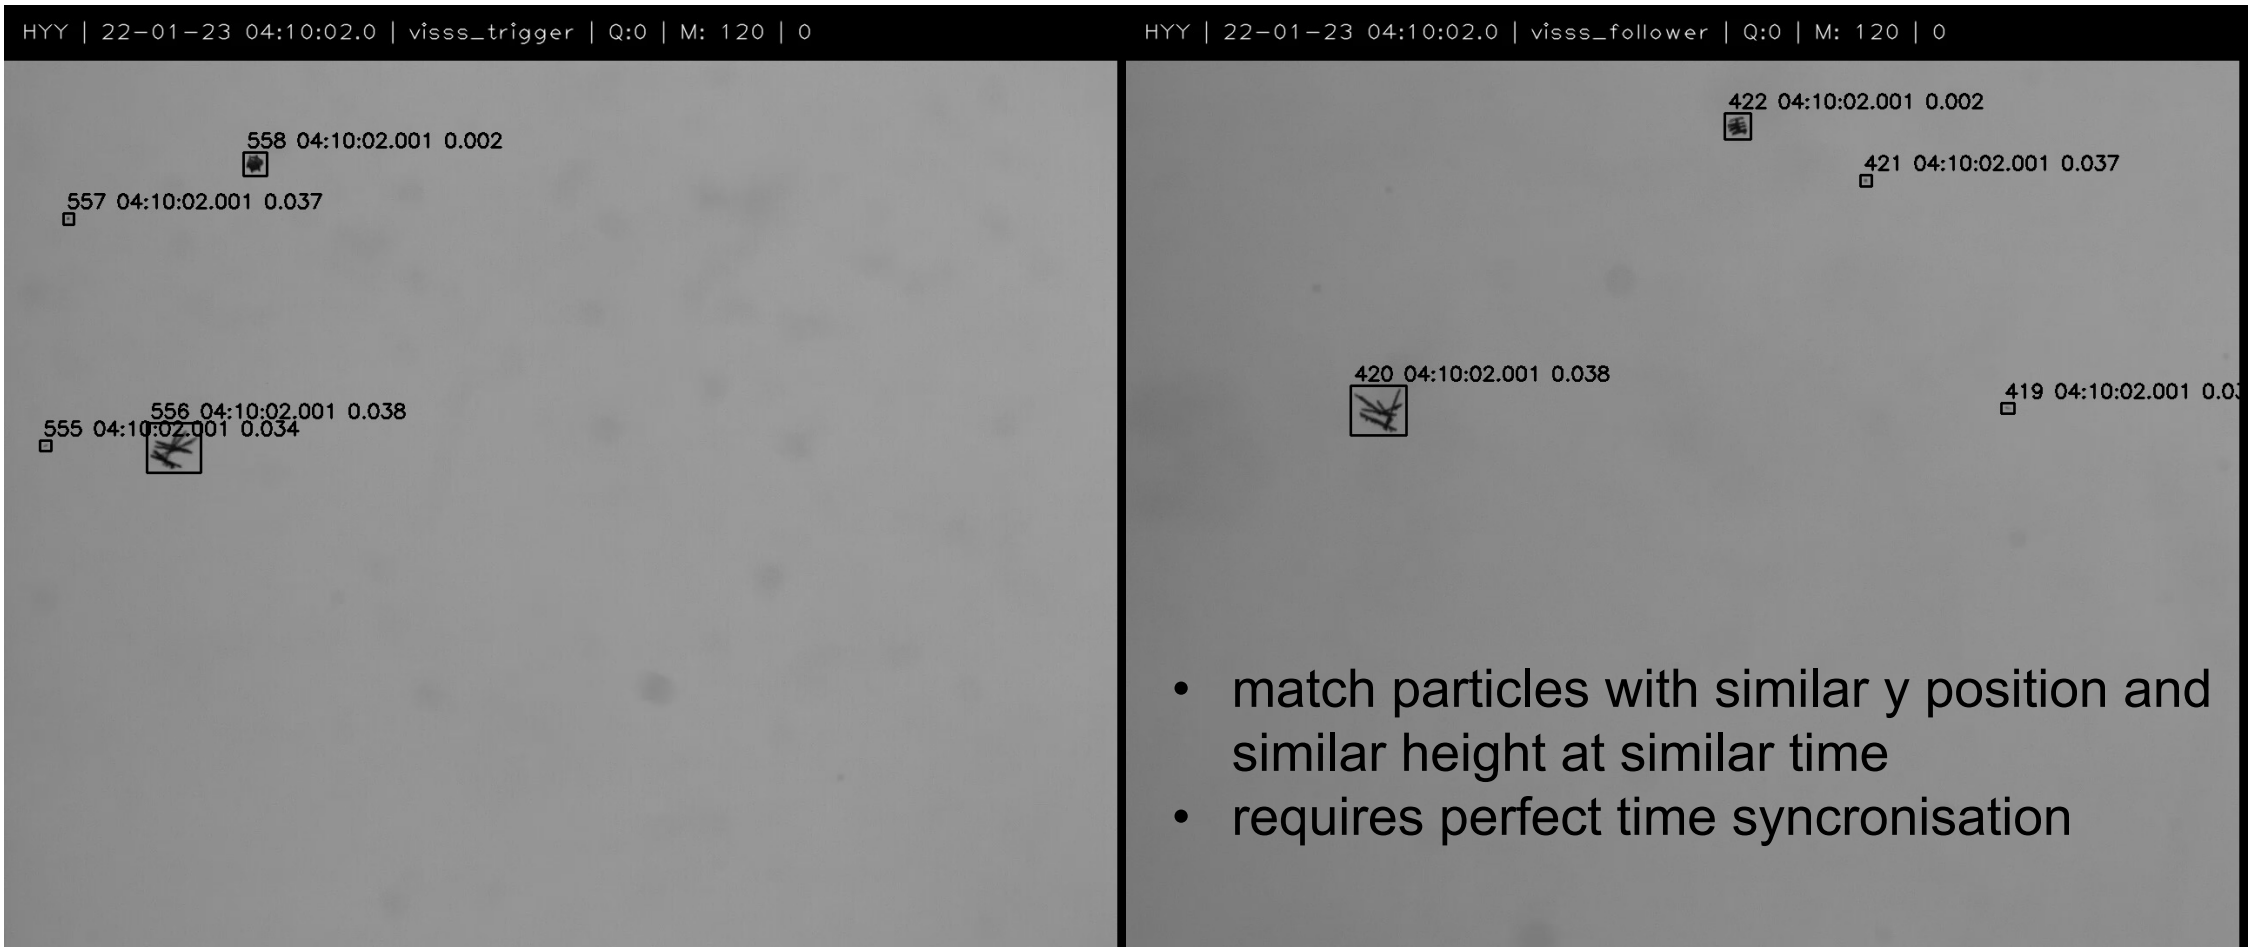 HYY | 22-01-23 04:10:02.0 | visss_trigger | Q:0 | M: 120 | 0
558 04:10:02.001 0.002
557 04:10:02.001 0.037
556 04:10:02.001 0.038
555 04:10:02.001 0.034
HYY | 22-01-23 04:10:02.0 | visss_follower | Q:0 | M: 120 | 0
422 04:10:02.001 0.002
421 04:10:02.001 0.037
420 04:10:02.001 0.038
419 04:10:02.001
• match particles with similar y position and
similar height at similar time
• requires perfect time syncronisation